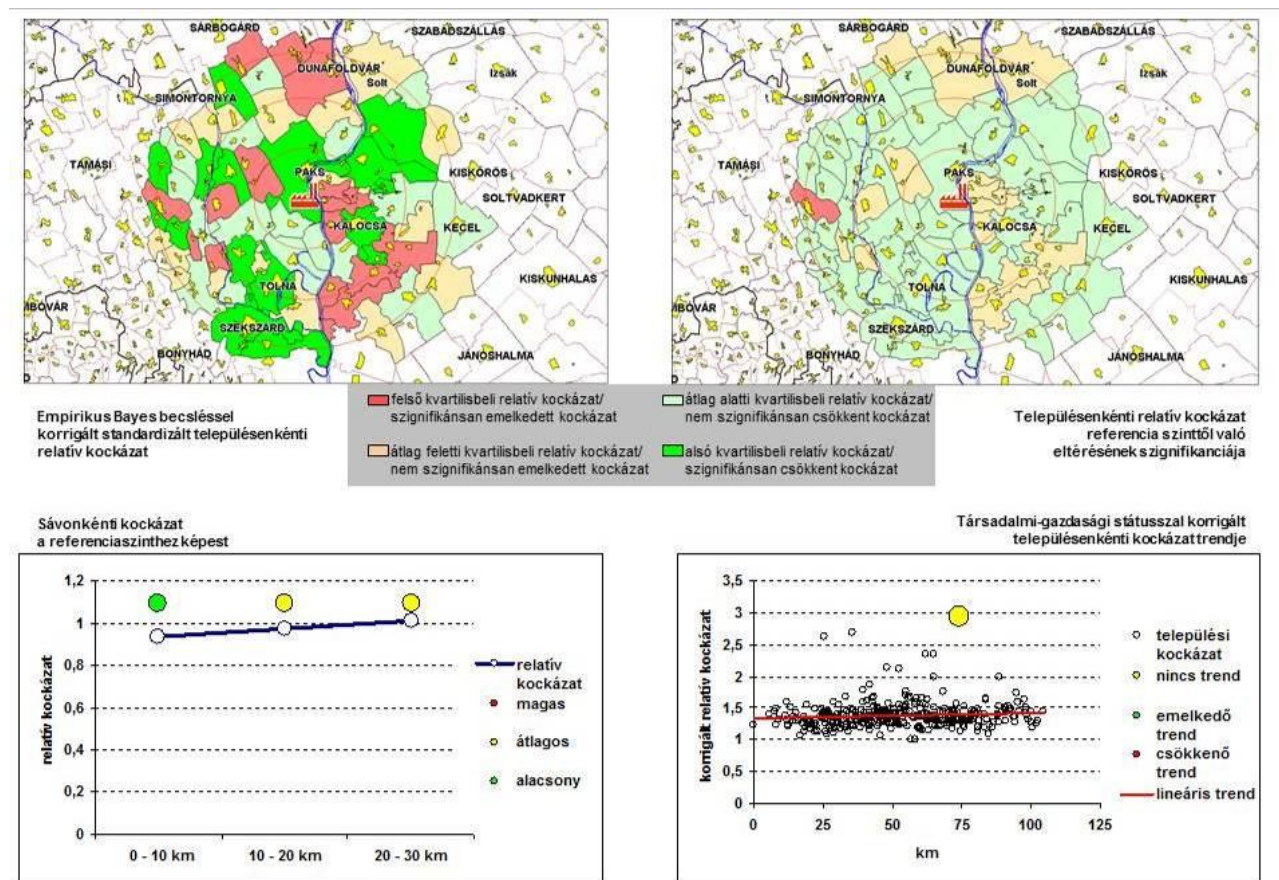 SÁRBOGÁRD
SZABADSZÁLLÁS
DUNAFÖLDVÁR
Izsák
Solt
SIMONTORNYA
TAMÁSI
PAKS
KISKŐRÖS
SOLTVADKERT
KALOCSA
KECEL
KISKUNHALAS
TOLNA
MBÓVÁR
SZEKSZÁRD
BONYHÁD
JÁNOSHALMA
SÁRBOGÁRD
SZABADSZÁLLÁS
DUNAFÖLDVÁR
Izsák
Solt
SIMONTORNYA
TAMÁSI
PAKS
KISKŐRÖS
SOLTVADKERT
KALOCSA
KECEL
KISKUNHALAS
TOLNA
MBÓVÁR
SZEKSZÁRD
BONYHÁD
JÁNOSHALMA
Empirikus Bayes becsléssel
korrigált standardizált településenkénti
relatív kockázat
felső kvartilisbeli relatív kockázat/
szignifikánsan emelkedett kockázat
átlag feletti kvartilisbeli relatív kockázat/
nem szignifikánsan emelkedett kockázat
átlag alatti kvartilisbeli relatív kockázat/
nem szignifikánsan csökkent kockázat
alsó kvartilisbeli relatív kockázat/
szignifikánsan csökkent kockázat
Településenkénti relatív kockázat
referencia szinttől való
eltérésének szignifikanciája
Sávonkénti kockázat
a referenciaszinthez képest
1,2
1
0,8
0,6
0,4
0,2
0
relatív kockázat
0 - 10 km
10 - 20 km
20 - 30 km
relatív
kockázat
magas
átlagos
alacsony
Társadalmi-gazdasági státusszal korrigált
településenkénti kockázat trendje
3,5
3
2,5
2
1,5
1
0,5
0
korrigált relatív kockázat
0
25
50
75
100
125
km
települési
kockázat
nincs trend
emelkedő
trend
csökkenő
trend
lineáris trend